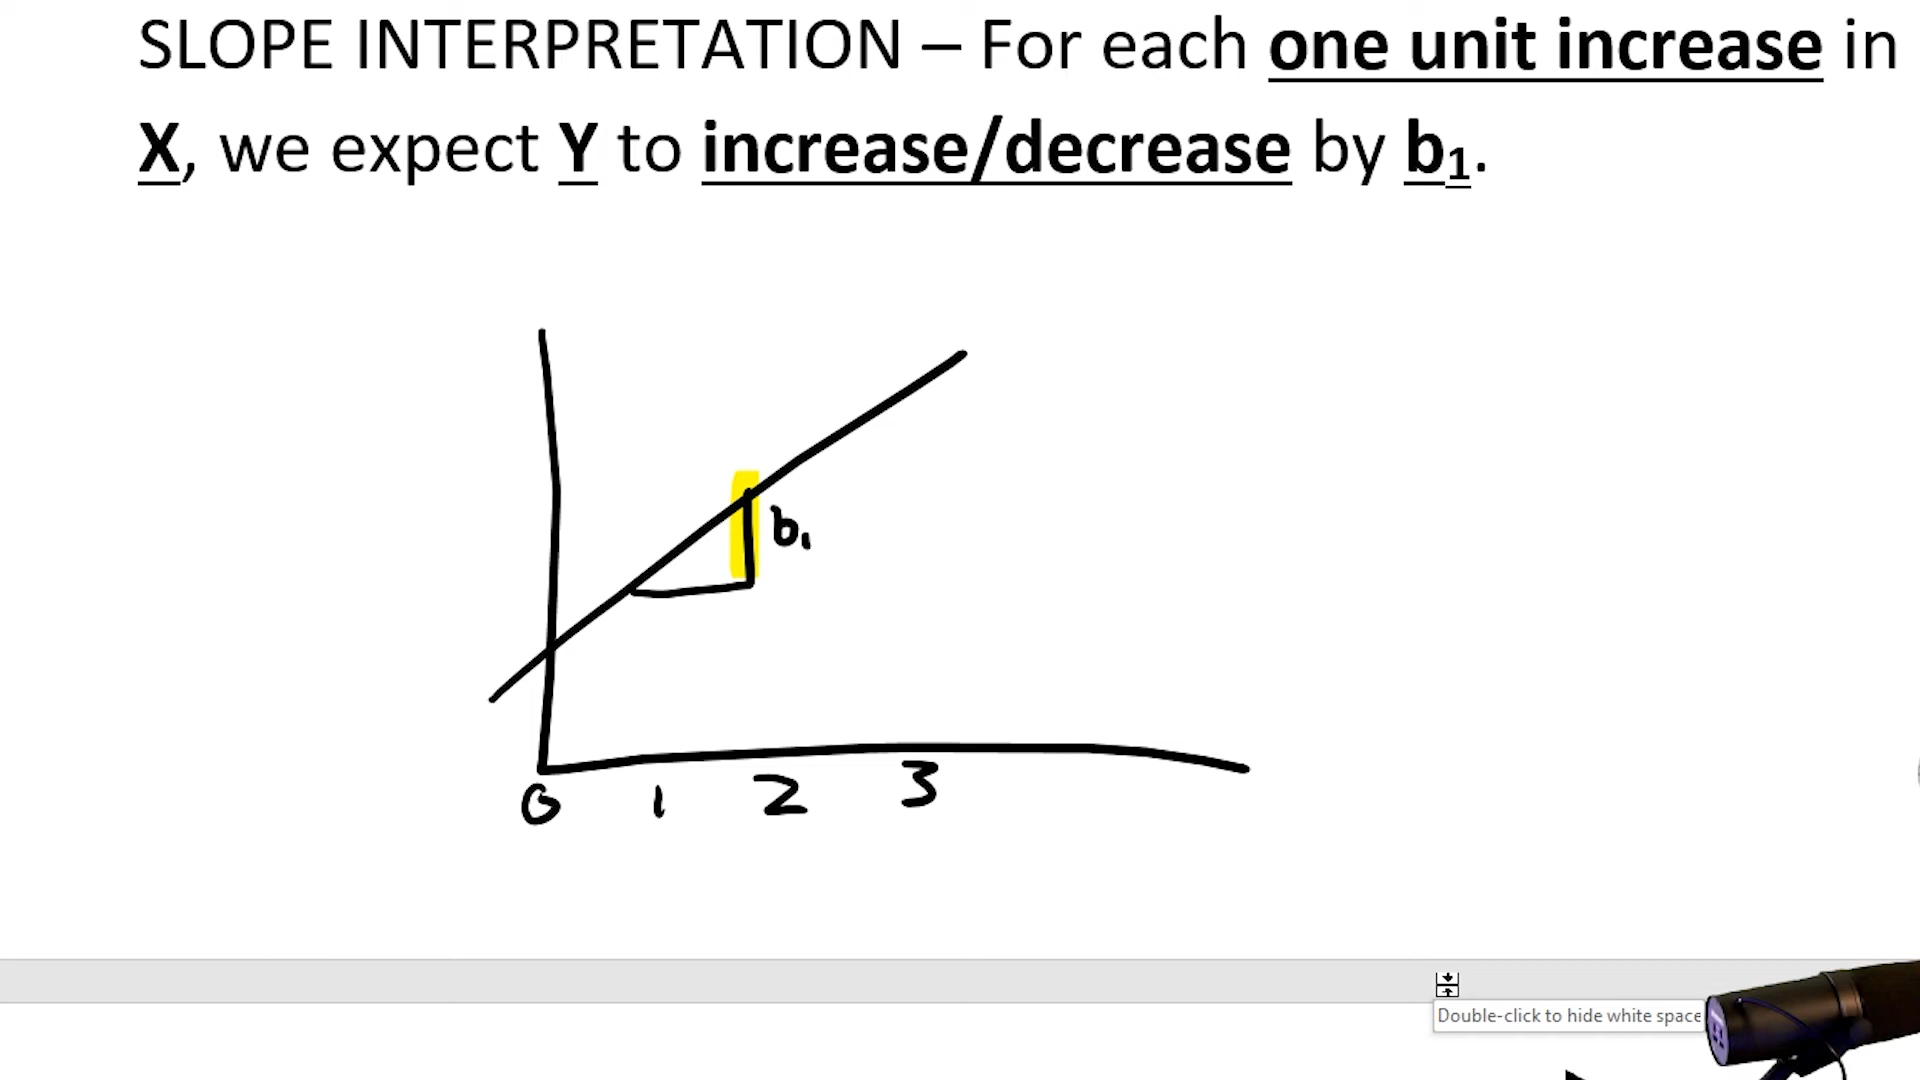 SLOPE INTERPRETATION – For each one unit increase in
X, we expect Y to increase/decrease by b₁.
b₁
0 1 2 3
Double-click to hide white space